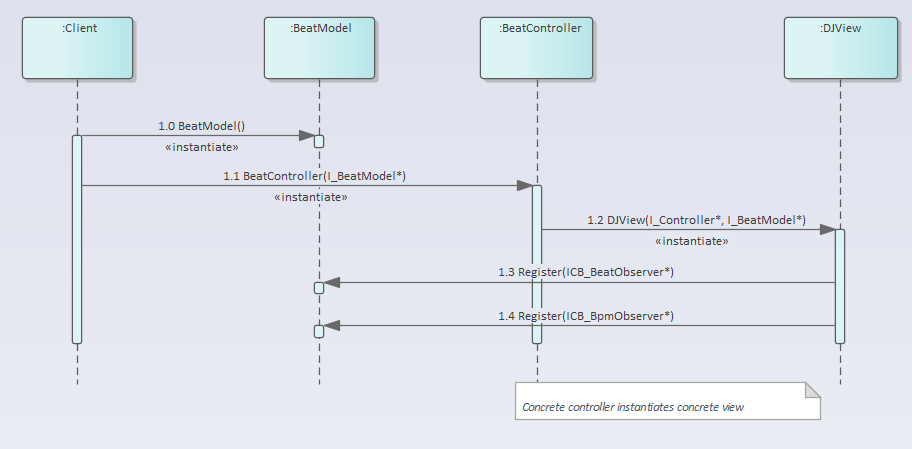 :Client
:BeatModel
:BeatController
:DJView
1.0 BeatModel()
«instantiate»
1.1 BeatController(I_BeatModel*)
«instantiate»
1.2 DJView(I_Controller*, I_BeatModel*)
«instantiate»
1.3 Register(ICB_BeatObserver*)
1.4 Register(ICB_BpmObserver*)
Concrete controller instantiates concrete view